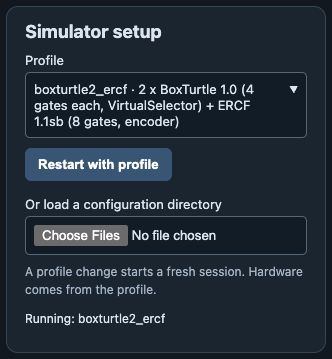 Simulator setup
Profile
boxturtle2_ercf · 2 x BoxTurtle 1.0 (4
gates each, VirtualSelector) + ERCF
1.1sb (8 gates, encoder)
Restart with profile
Or load a configuration directory
Choose Files No file chosen
A profile change starts a fresh session. Hardware
comes from the profile.
Running: boxturtle2_ercf